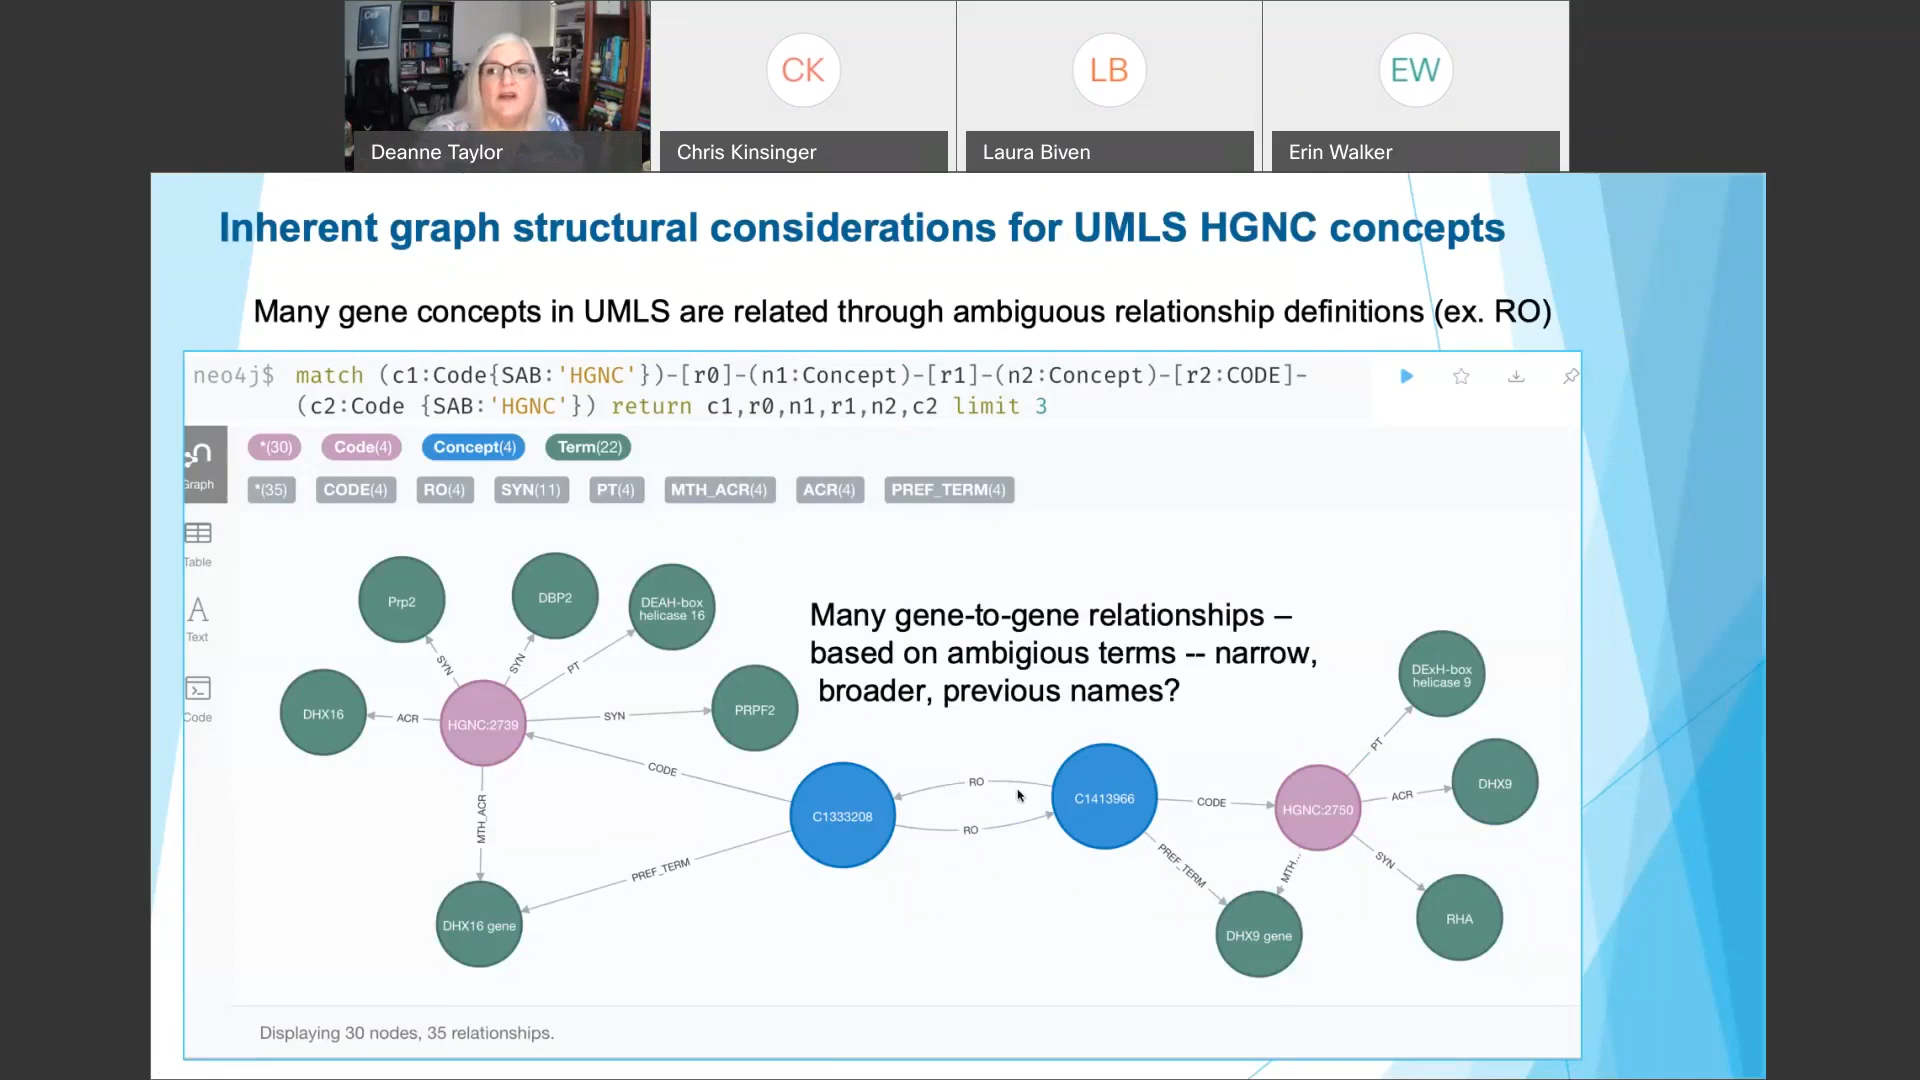 Cell
CK
LB
EW
Deanne Taylor
Chris Kinsinger
Laura Biven
Erin Walker
Inherent graph structural considerations for UMLS HGNC concepts
Many gene concepts in UMLS are related through ambiguous relationship definitions (ex. RO)
neo4j$ match (c1:Code{SAB:'HGNC'})-[r0]-(n1:Concept)-[r1]-(n2:Concept)-[r2:CODE]-
(c2:Code {SAB:'HGNC'}) return c1,r0,n1,r1,n2,c2 limit 3
*(30) Code(4) Concept(4) Term(22)
*(35) CODE(4) RO(4) SYN(11) PT(4) MTH_ACR(4) ACR(4) PREF_TERM(4)
Graph
Table
Text
Code
Prp2
DBP2
DEAH-box
helicase 16
SYN
SYN
PT
DHX16
ACR
HGNC:2739
SYN
PRPF2
CODE
MTH_ACR
PREF_TERM
DHX16 gene
C1333208
RO
RO
C1413966
Many gene-to-gene relationships –
based on ambigious terms -- narrow,
broader, previous names?
CODE
PREF_TERM
HGNC:2750
PT
DExH-box
helicase 9
ACR
DHX9
SYN
RHA
MTH...
DHX9 gene
Displaying 30 nodes, 35 relationships.